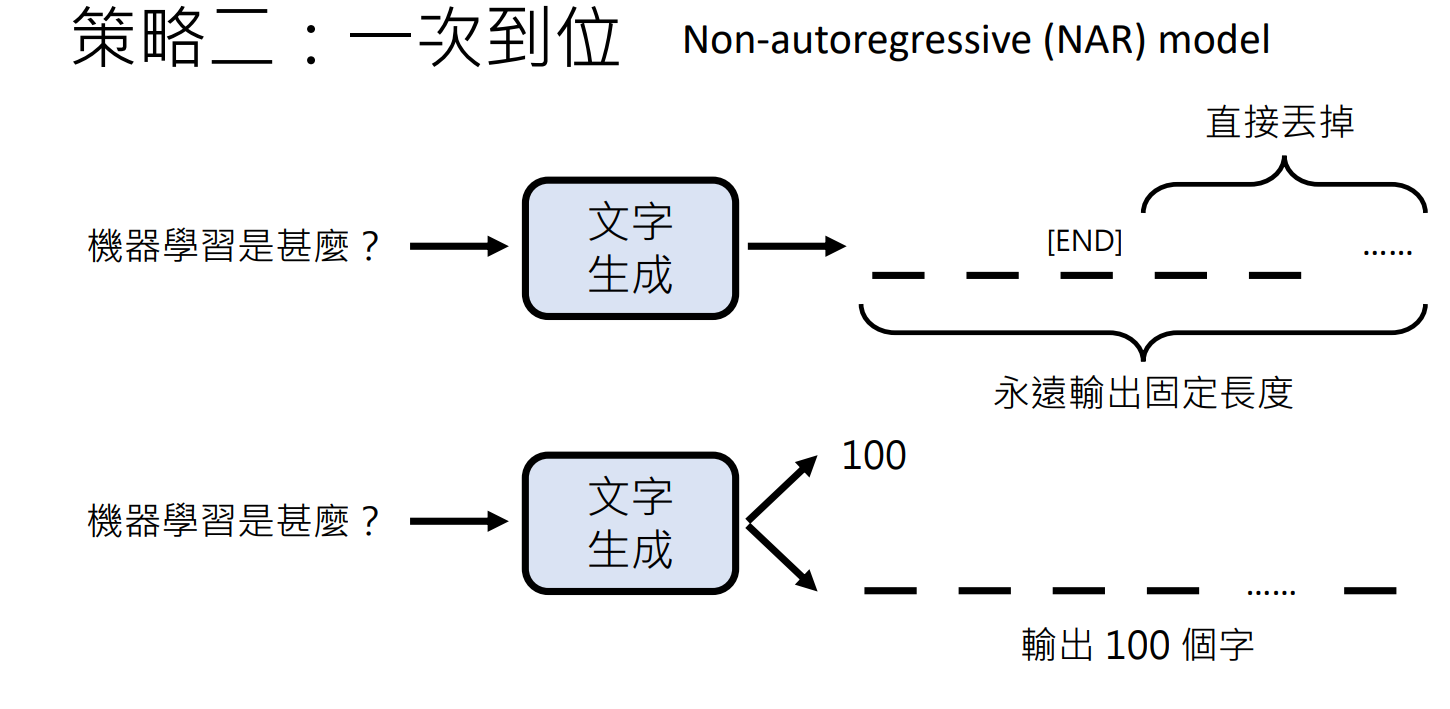 策略二：一次到位 Non-autoregressive (NAR) model
直接丟掉
機器學習是甚麼？
文字
生成
[END]
……
永遠輸出固定長度
機器學習是甚麼？
文字
生成
100
……
輸出 100 個字